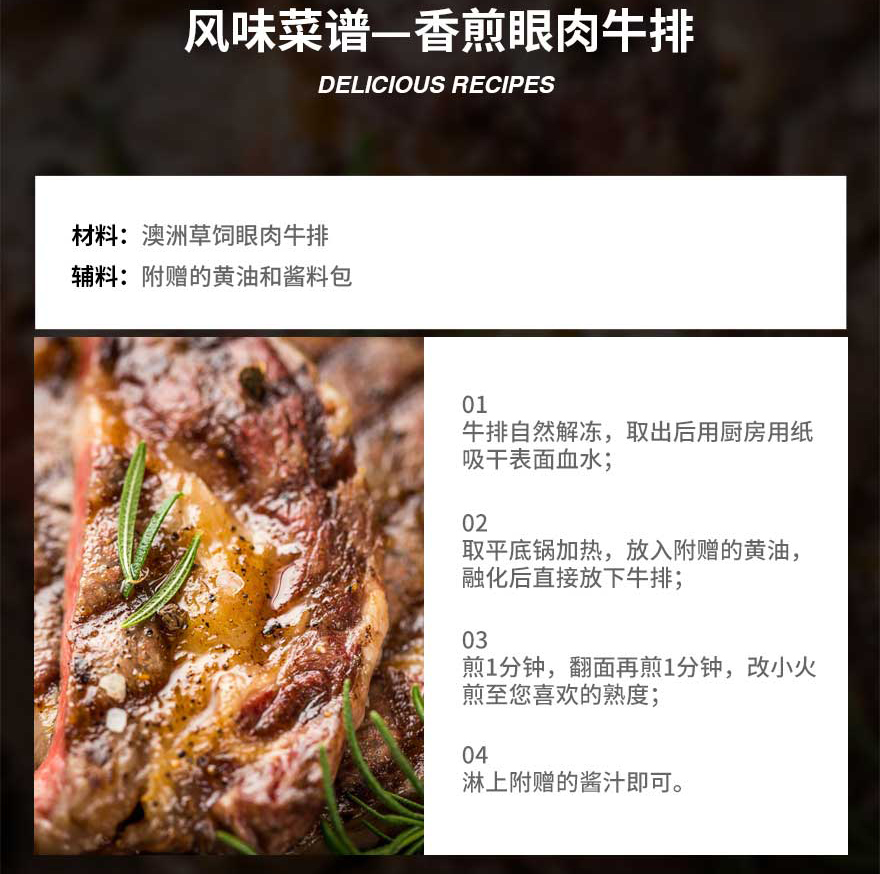 风味菜谱—香煎眼肉牛排
DELICIOUS RECIPES
材料：澳洲草饲眼肉牛排
辅料：附赠的黄油和酱料包
01
牛排自然解冻，取出后用厨房用纸
吸干表面血水；
02
取平底锅加热，放入附赠的黄油，
融化后直接放下牛排；
03
煎1分钟，翻面再煎1分钟，改小火
煎至您喜欢的熟度；
04
淋上附赠的酱汁即可。